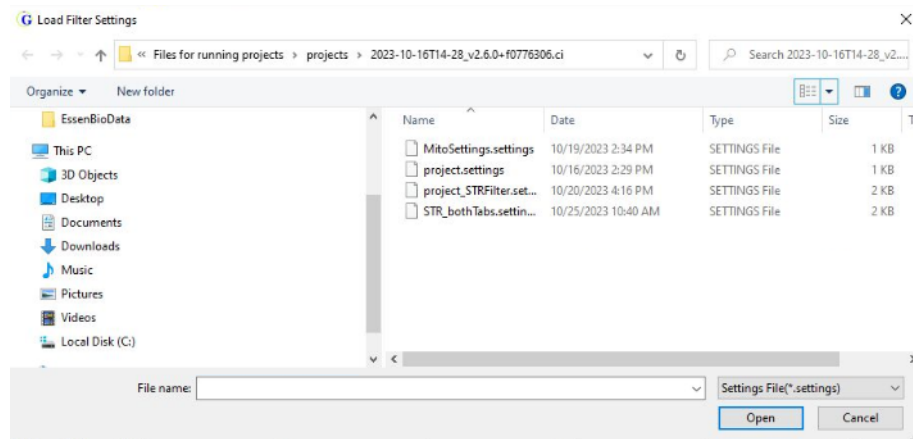 G Load Filter Settings
« Files for running projects > projects > 2023-10-16T14-28_v2.6.0+f0776306.ci
Search 2023-10-16T14-28_v2....
Organize New folder
EssenBioData
This PC
3D Objects
Desktop
Documents
Downloads
Music
Pictures
Videos
Local Disk (C:)
Name Date Type Size T
MitoSettings.settings 10/19/2023 2:34 PM SETTINGS File 1 KB
project.settings 10/16/2023 2:29 PM SETTINGS File 1 KB
project_STRFilter.set... 10/20/2023 4:16 PM SETTINGS File 2 KB
STR_bothTabs.settin... 10/25/2023 10:40 AM SETTINGS File 2 KB
File name: Settings File(*.settings)
Open Cancel